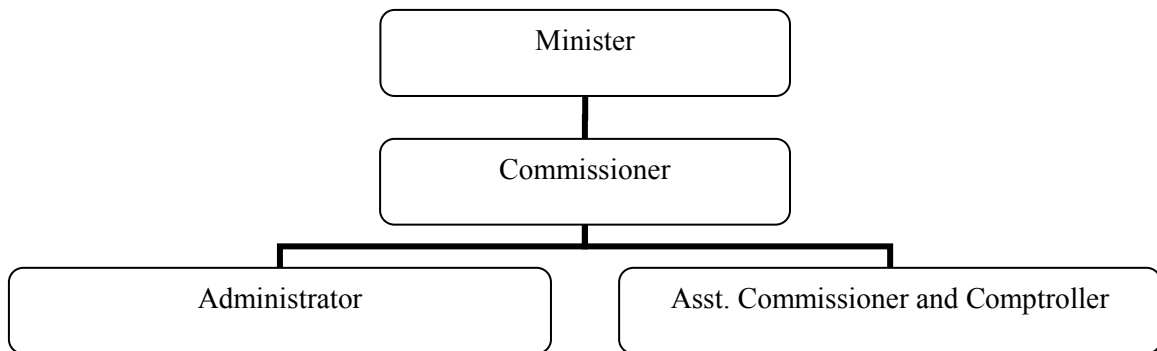 Minister
Commissioner
Administrator
Asst. Commissioner and Comptroller